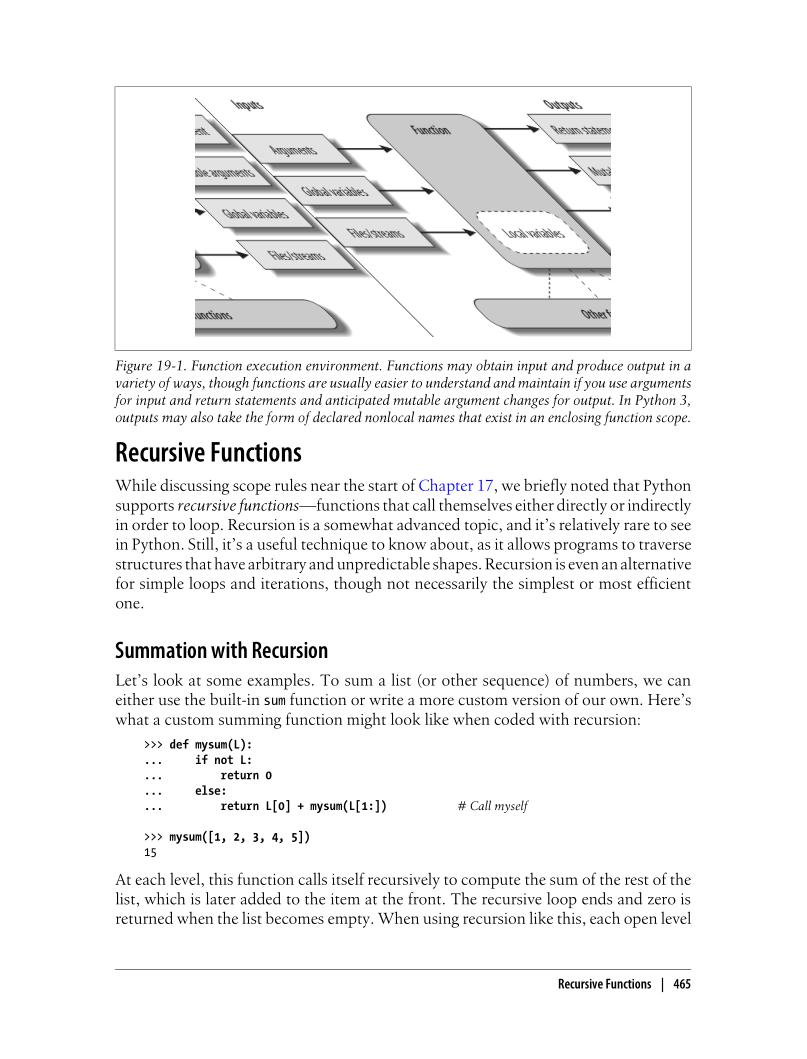 Inputs
Outputs
Function
Return statem
Arguments
Global variables
Global variables
Files/streams
Local variables
Files/streams
Figure 19-1. Function execution environment. Functions may obtain input and produce output in a
variety of ways, though functions are usually easier to understand and maintain if you use arguments
for input and return statements and anticipated mutable argument changes for output. In Python 3,
outputs may also take the form of declared nonlocal names that exist in an enclosing function scope.
Recursive Functions
While discussing scope rules near the start of Chapter 17, we briefly noted that Python
supports recursive functions—functions that call themselves either directly or indirectly
in order to loop. Recursion is a somewhat advanced topic, and it’s relatively rare to see
in Python. Still, it’s a useful technique to know about, as it allows programs to traverse
structures that have arbitrary and unpredictable shapes. Recursion is even an alternative
for simple loops and iterations, though not necessarily the simplest or most efficient
one.
Summation with Recursion
Let’s look at some examples. To sum a list (or other sequence) of numbers, we can
either use the built-in sum function or write a more custom version of our own. Here’s
what a custom summing function might look like when coded with recursion:
>>> def mysum(L):
...     if not L:
...         return 0
...     else:
...         return L[0] + mysum(L[1:])          # Call myself
>>> mysum([1, 2, 3, 4, 5])
15
At each level, this function calls itself recursively to compute the sum of the rest of the
list, which is later added to the item at the front. The recursive loop ends and zero is
returned when the list becomes empty. When using recursion like this, each open level
Recursive Functions | 465